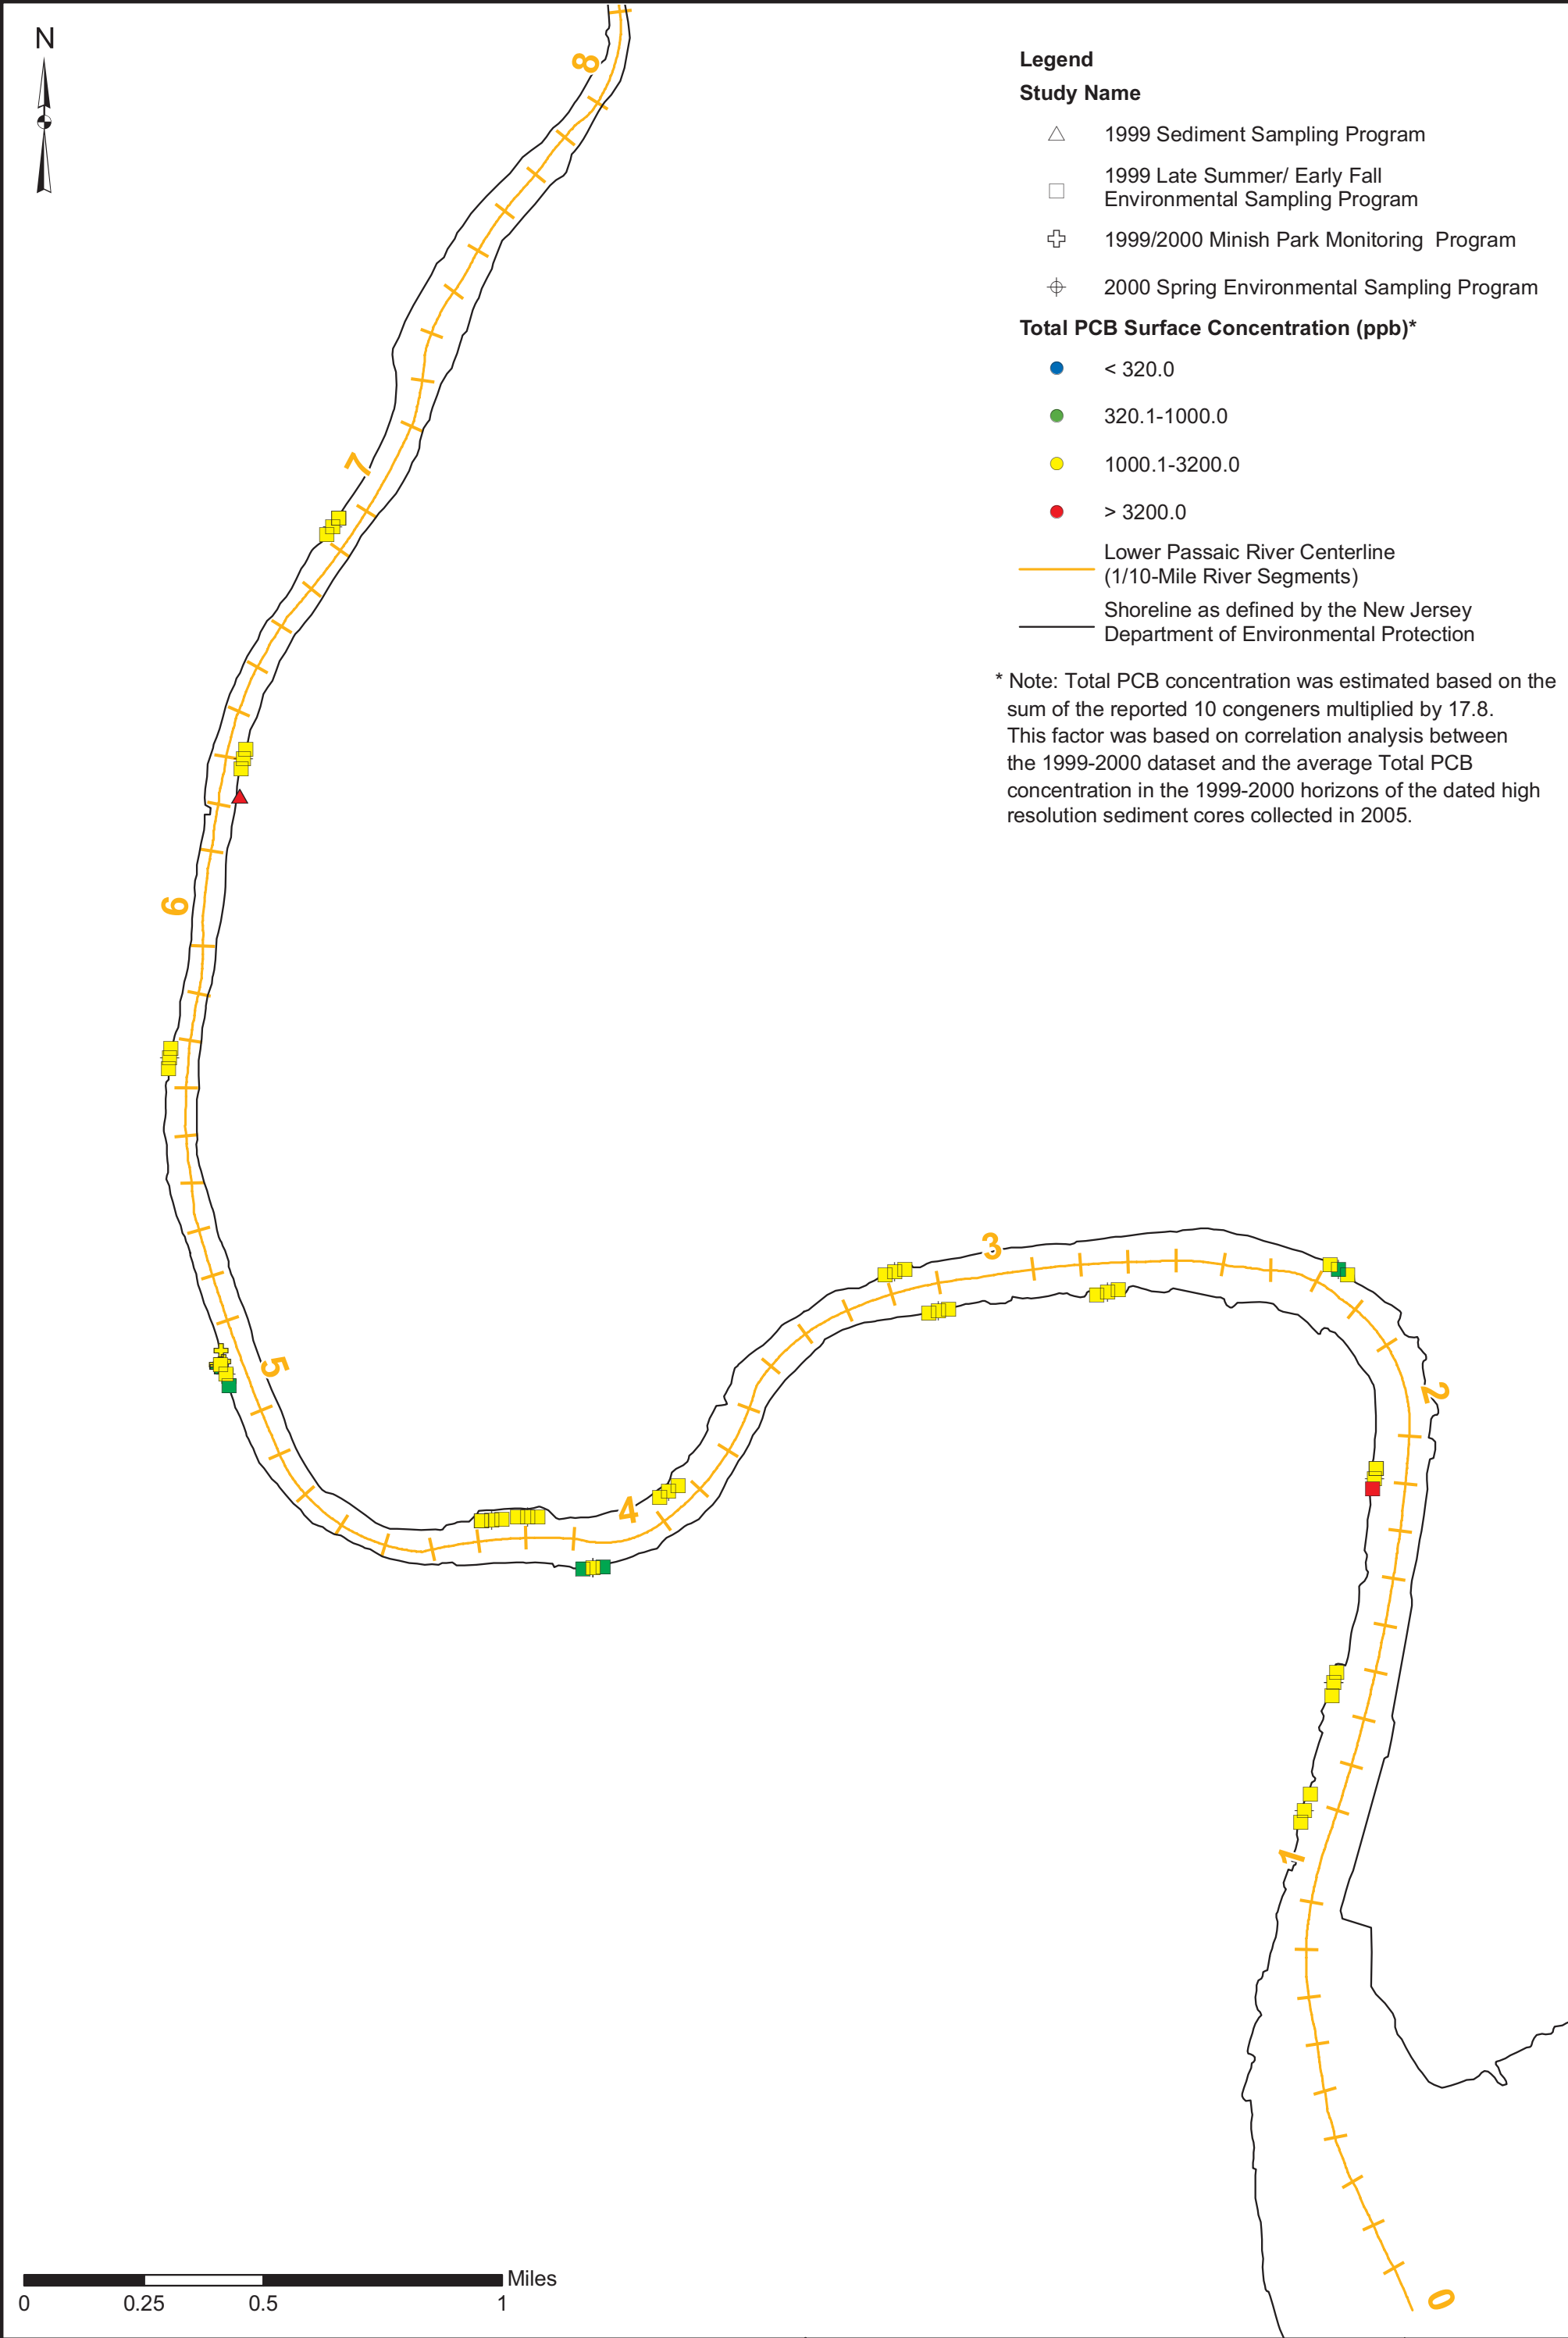 N
Legend
Study Name
1999 Sediment Sampling Program
1999 Late Summer/ Early Fall
Environmental Sampling Program
1999/2000 Minish Park Monitoring Program
2000 Spring Environmental Sampling Program
Total PCB Surface Concentration (ppb)*
< 320.0
320.1-1000.0
1000.1-3200.0
> 3200.0
Lower Passaic River Centerline
(1/10-Mile River Segments)
Shoreline as defined by the New Jersey
Department of Environmental Protection
* Note: Total PCB concentration was estimated based on the
sum of the reported 10 congeners multiplied by 17.8.
This factor was based on correlation analysis between
the 1999-2000 dataset and the average Total PCB
concentration in the 1999-2000 horizons of the dated high
resolution sediment cores collected in 2005.
8
7
6
5
4
3
2
1
0
Miles
0 0.25 0.5 1